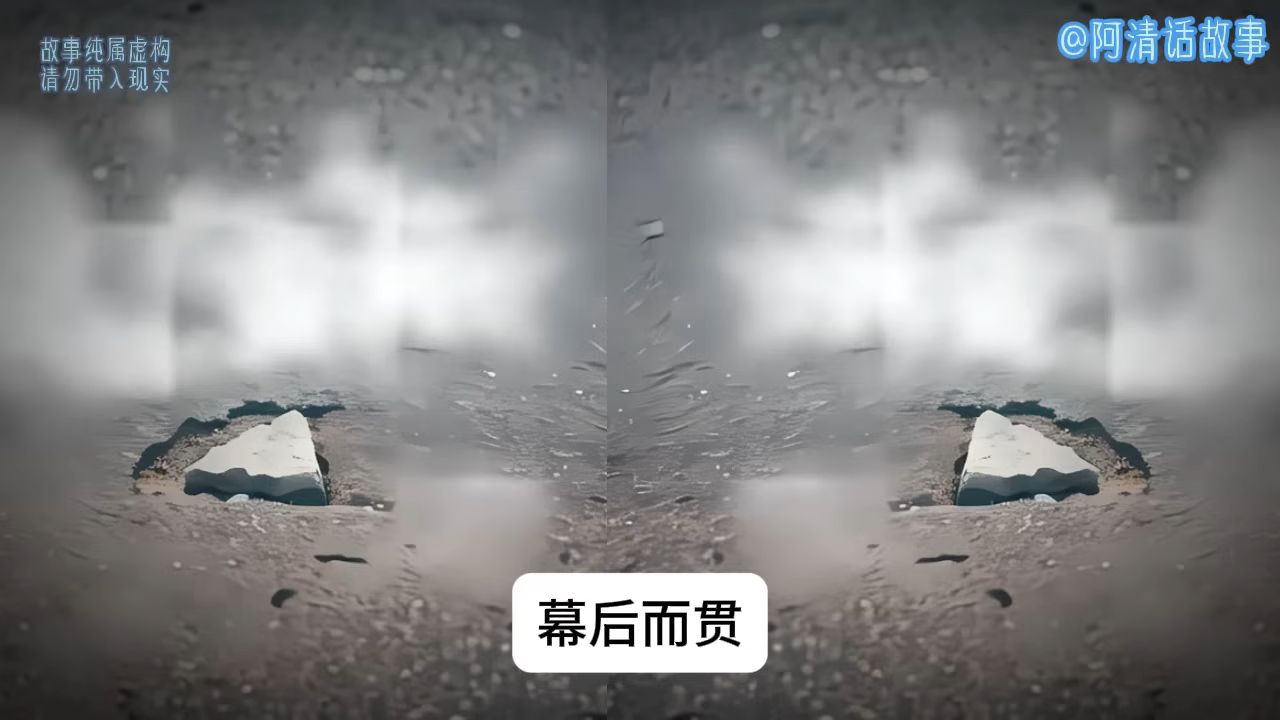 故事纯属虚构
请勿带入现实
@阿清话故事
幕后而贯